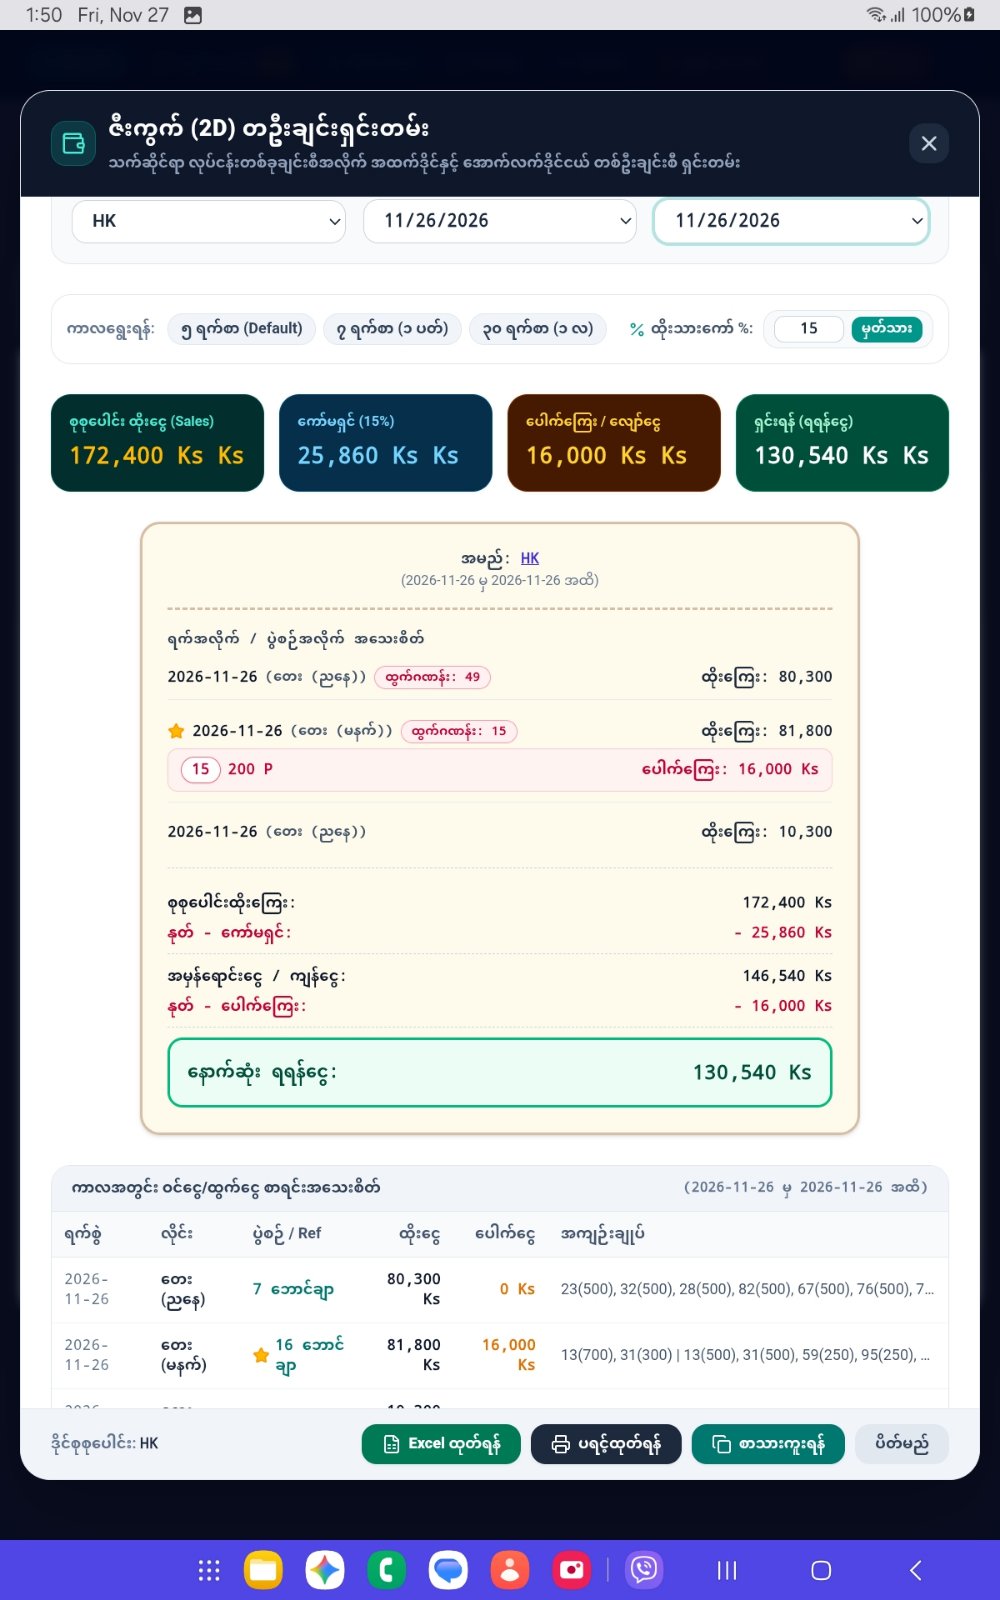 1:50 Fri, Nov 27 100%
ဇီးကွက် (2D) တဦးချင်းရှင်းတမ်း
သက်ဆိုင်ရာ လုပ်ငန်းတစ်ခုချင်းစီအလိုက် အထက်ဒိုင်နှင့် အောက်လက်ဒိုင်ငယ် တစ်ဦးချင်းစီ ရှင်းတမ်း
HK 11/26/2026 11/26/2026
ကာလရွေးရန်: ၅ ရက်စာ (Default) ၇ ရက်စာ (၁ ပတ်) ၃၀ ရက်စာ (၁ လ) % ထိုးသားကော် %: 15 မှတ်သား
စုစုပေါင်း ထိုးငွေ (Sales) ကော်မရှင် (15%) ပေါက်ကြေး / လျော်ငွေ ရှင်းရန် (ရရန်ငွေ)
172,400 Ks Ks 25,860 Ks Ks 16,000 Ks Ks 130,540 Ks Ks
အမည်: HK
(2026-11-26 မှ 2026-11-26 အထိ)
ရက်အလိုက် / ပွဲစဉ်အလိုက် အသေးစိတ်
2026-11-26 (တေး (ညနေ)) ထွက်ဂဏန်း: 49 ထိုးကြေး: 80,300
2026-11-26 (တေး (မနက်)) ထွက်ဂဏန်း: 15 ထိုးကြေး: 81,800
15 200 P ပေါက်ကြေး: 16,000 Ks
2026-11-26 (တေး (ညနေ)) ထိုးကြေး: 10,300
စုစုပေါင်းထိုးကြေး: 172,400 Ks
နုတ် - ကော်မရှင်: - 25,860 Ks
အမှန်ရောင်းငွေ / ကျန်ငွေ: 146,540 Ks
နုတ် - ပေါက်ကြေး: - 16,000 Ks
နောက်ဆုံး ရရန်ငွေ: 130,540 Ks
ကာလအတွင်း ဝင်ငွေ/ထွက်ငွေ စာရင်းအသေးစိတ် (2026-11-26 မှ 2026-11-26 အထိ)
ရက်စွဲ လိုင်း ပွဲစဉ် / Ref ထိုးငွေ ပေါက်ငွေ အကျဉ်းချုပ်
2026-11-26 တေး (ညနေ) 7 ဘောင်ချာ 80,300 Ks 0 Ks 23(500), 32(500), 28(500), 82(500), 67(500), 76(500), 7...
2026-11-26 တေး (မနက်) 16 ဘောင်ချာ 81,800 Ks 16,000 Ks 13(700), 31(300) | 13(500), 31(500), 59(250), 95(250), ...
ဒိုင်စုစုပေါင်း: HK Excel ထုတ်ရန် ပရင့်ထုတ်ရန် စာသားကူးရန် ပိတ်မည်